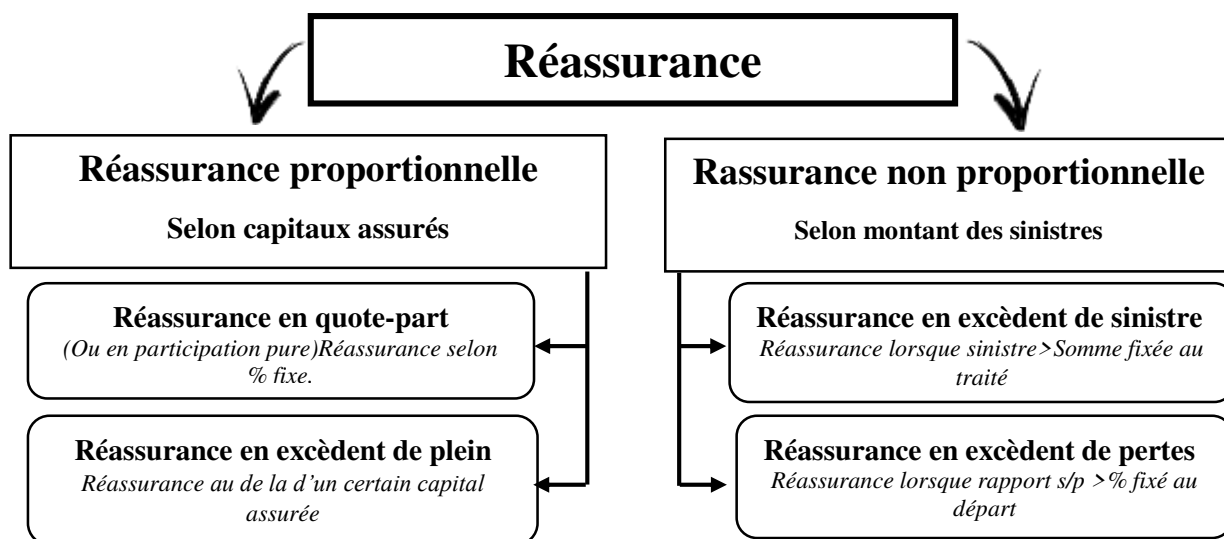 Réassurance
Réassurance proportionnelle
Selon capitaux assurés
Rassurance non proportionnelle
Selon montant des sinistres
Réassurance en quote-part
(Ou en participation pure)Réassurance selon
% fixe.
Réassurance en excèdent de plein
Réassurance au de la d’un certain capital
assurée
Réassurance en excèdent de sinistre
Réassurance lorsque sinistre>Somme fixée au
traité
Réassurance en excèdent de pertes
Réassurance lorsque rapport s/p >% fixé au
départ